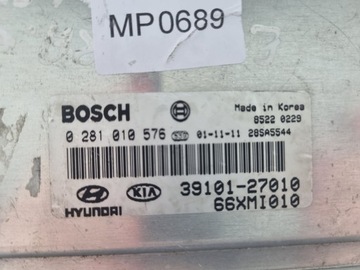 MP0689
BOSCH
Made in Korea
8522 0229
0 281 010 576
01-11-11 28SA5544
39101-27010
HYUNDAI KIA
66XMI010